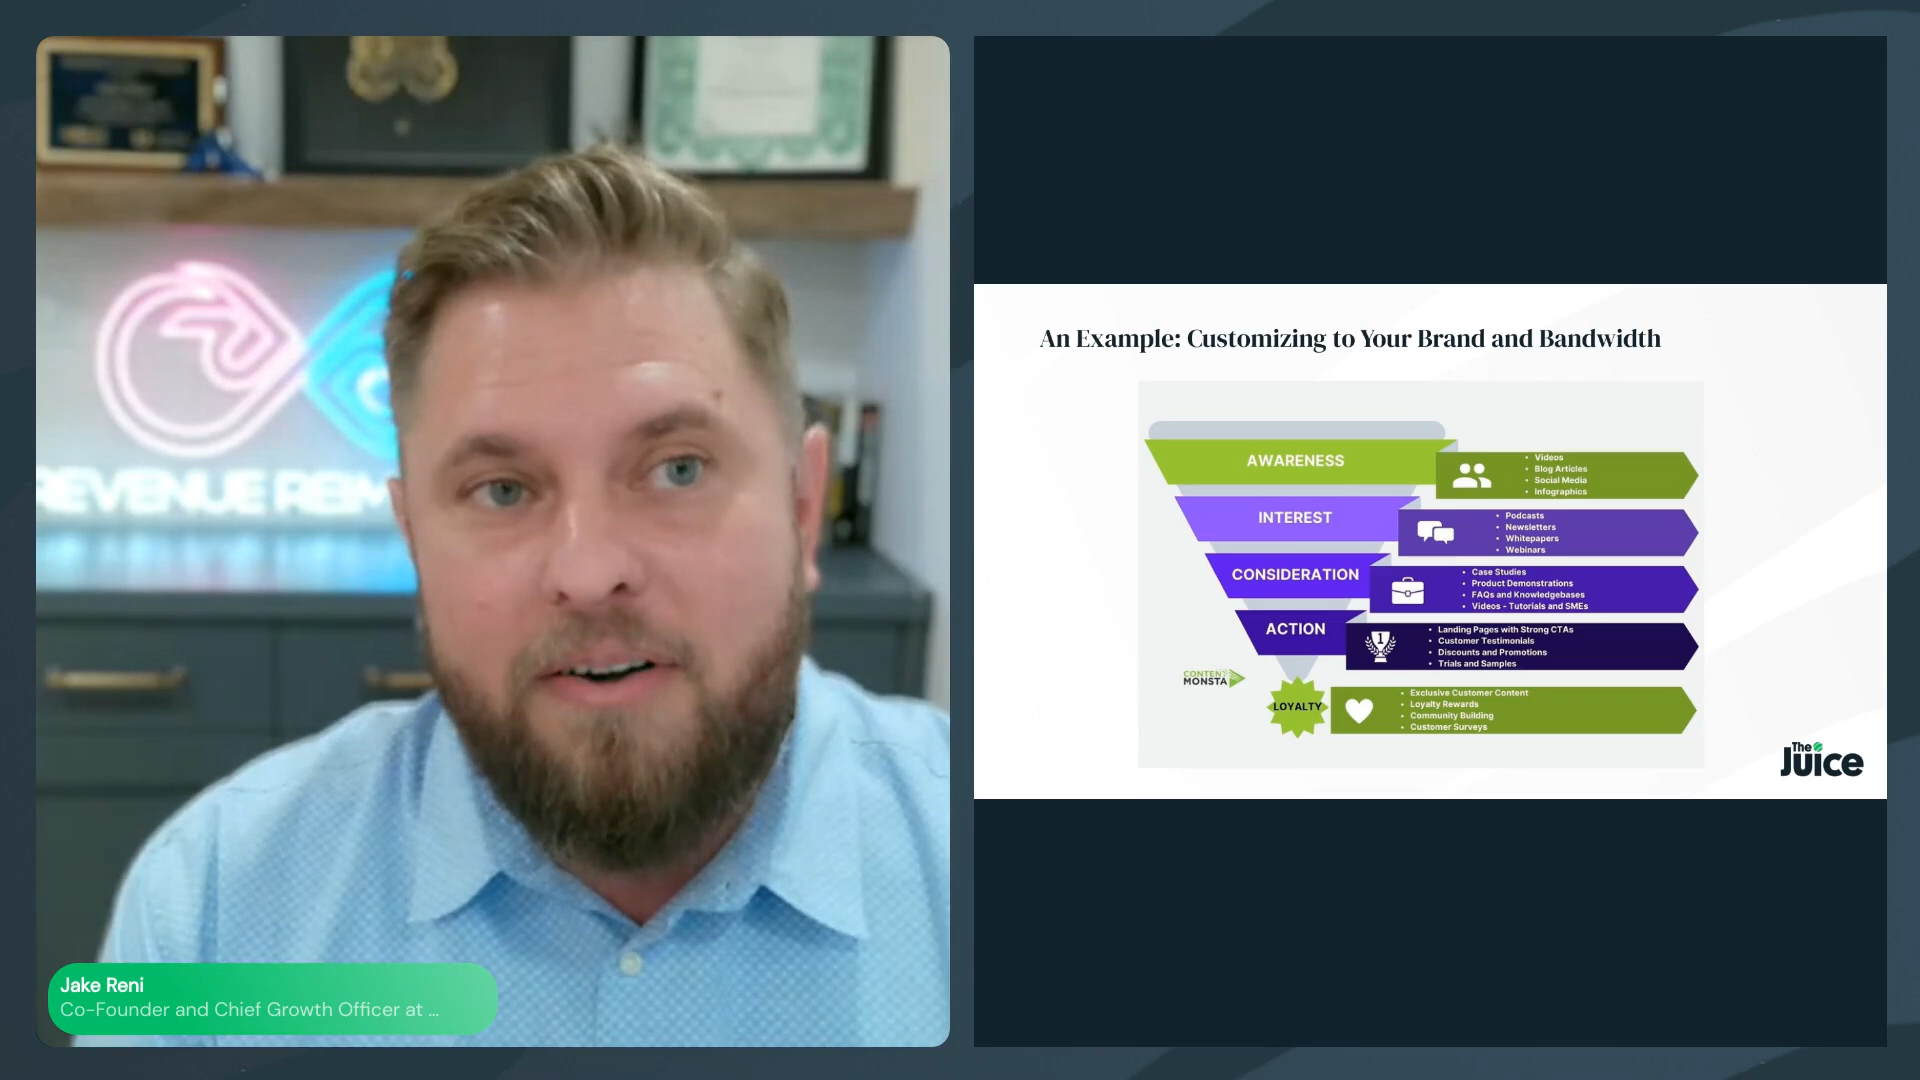 REVENUE REIM
Jake Reni
Co-Founder and Chief Growth Officer at ...
An Example: Customizing to Your Brand and Bandwidth
AWARENESS
• Videos
• Blog Articles
• Social Media
• Infographics
INTEREST
• Podcasts
• Newsletters
• Whitepapers
• Webinars
CONSIDERATION
• Case Studies
• Product Demonstrations
• FAQs and Knowledgebases
• Videos - Tutorials and SMEs
ACTION
1
• Landing Pages with Strong CTAs
• Customer Testimonials
• Discounts and Promotions
• Trials and Samples
CONTENT
MONSTA
LOYALTY
• Exclusive Customer Content
• Loyalty Rewards
• Community Building
• Customer Surveys
The
Juice